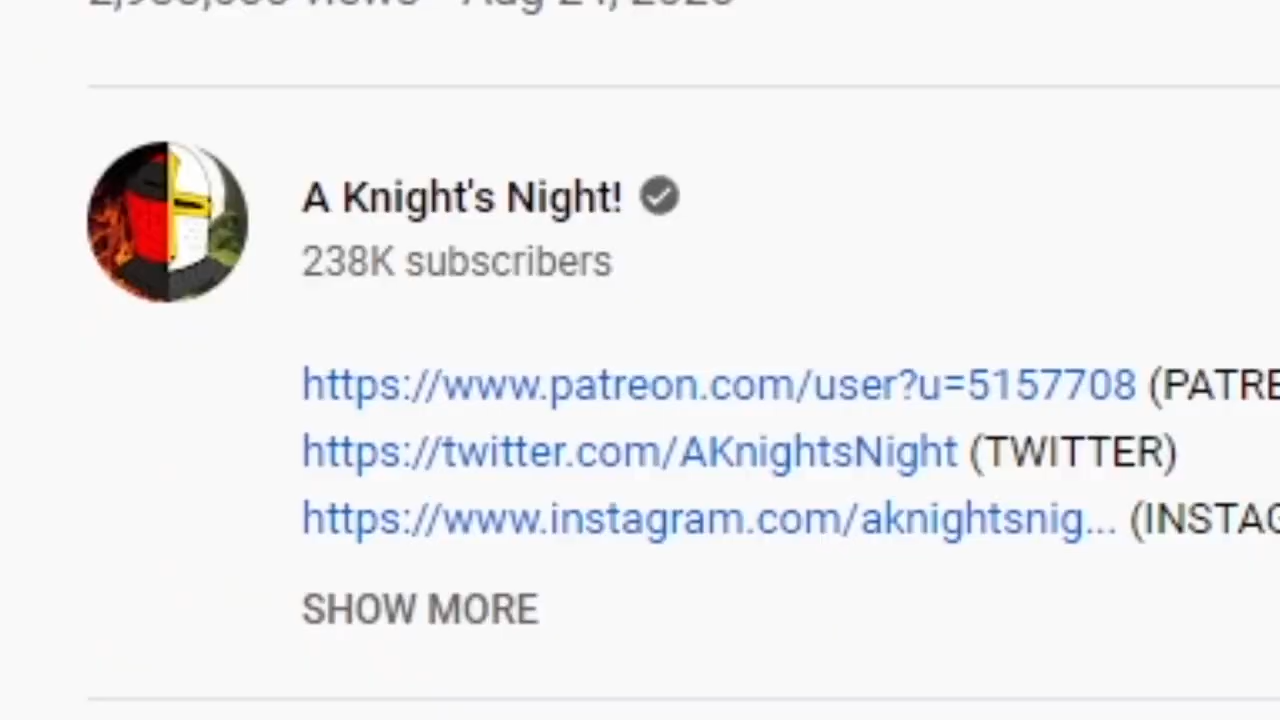 A Knight's Night!
238K subscribers
https://www.patreon.com/user?u=5157708 (PATRE
https://twitter.com/AKnightsNight (TWITTER)
https://www.instagram.com/aknightsnig... (INSTAG
SHOW MORE